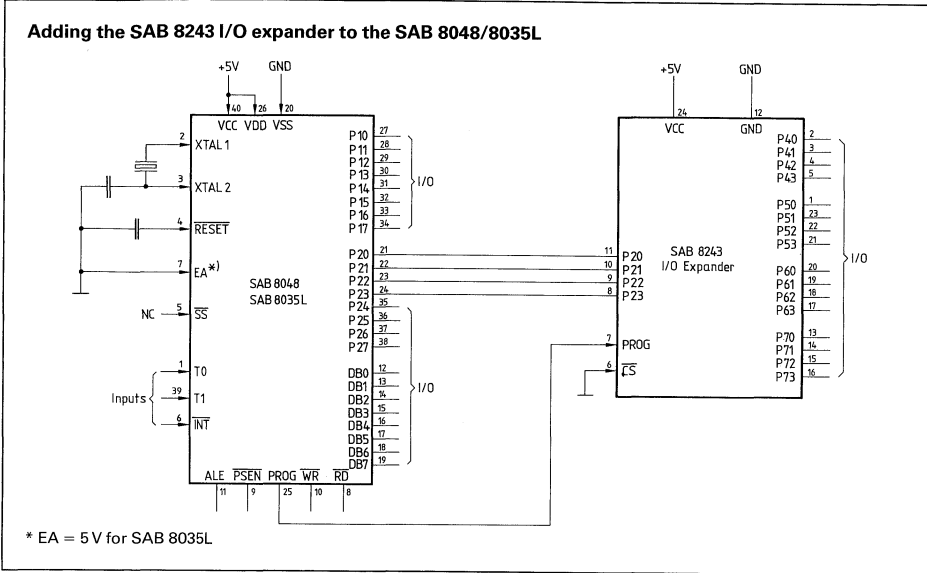 Adding the SAB 8243 I/O expander to the SAB 8048/8035L
+5V GND
40 26 20
VCC VDD VSS
2 XTAL 1
3 XTAL 2
4 RESET
7 EA*)
5 NC SS
1 T0
39 T1
6 INT
Inputs
SAB 8048
SAB 8035L
P10 27
P11 28
P12 29
P13 30
P14 31
P15 32
P16 33
P17 34
I/O
P20 21
P21 22
P22 23
P23 24
P24 35
P25 36
P26 37
P27 38
DB0 12
DB1 13
DB2 14
DB3 15
DB4 16
DB5 17
DB6 18
DB7 19
I/O
ALE PSEN PROG WR RD
11 9 25 10 8
+5V GND
24 12
VCC GND
11 P20
10 P21
9 P22
8 P23
7 PROG
6 CS
SAB 8243
I/O Expander
P40 2
P41 3
P42 4
P43 5
P50 1
P51 23
P52 22
P53 21
P60 20
P61 19
P62 18
P63 17
P70 13
P71 14
P72 15
P73 16
I/O
* EA = 5 V for SAB 8035L